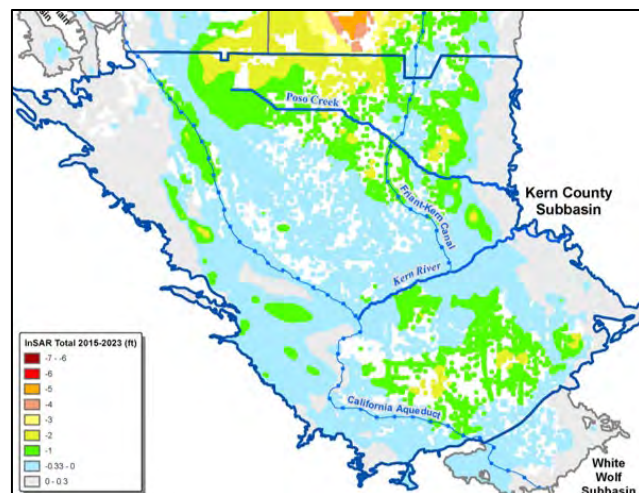 Poso Creek
Kern County
Subbasin
Friant-Kern Canal
Kern River
InSAR Total 2015-2023 (ft)
-7 - -6
-6
-5
-4
-3
-2
-1
-0.33 - 0
0 - 0.3
California Aqueduct
White
Wolf
Subbasin